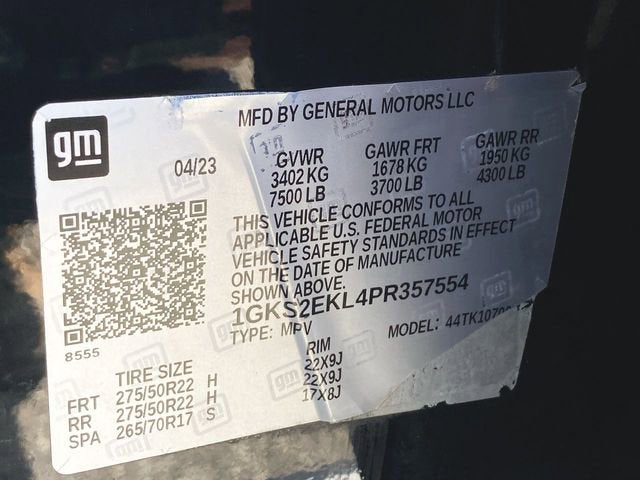 MFD BY GENERAL MOTORS LLC
gm
04/23
GVWR GAWR FRT GAWR RR
3402 KG 1678 KG 1950 KG
7500 LB 3700 LB 4300 LB
THIS VEHICLE CONFORMS TO ALL
APPLICABLE U.S. FEDERAL MOTOR
VEHICLE SAFETY STANDARDS IN EFFECT
ON THE DATE OF MANUFACTURE
SHOWN ABOVE.
1GKS2EKL4PR357554
TYPE: MPV MODEL:
8555
TIRE SIZE RIM
FRT 275/50R22 H 22X9J
RR 275/50R22 H 22X9J
SPA 265/70R17 S 17X8J